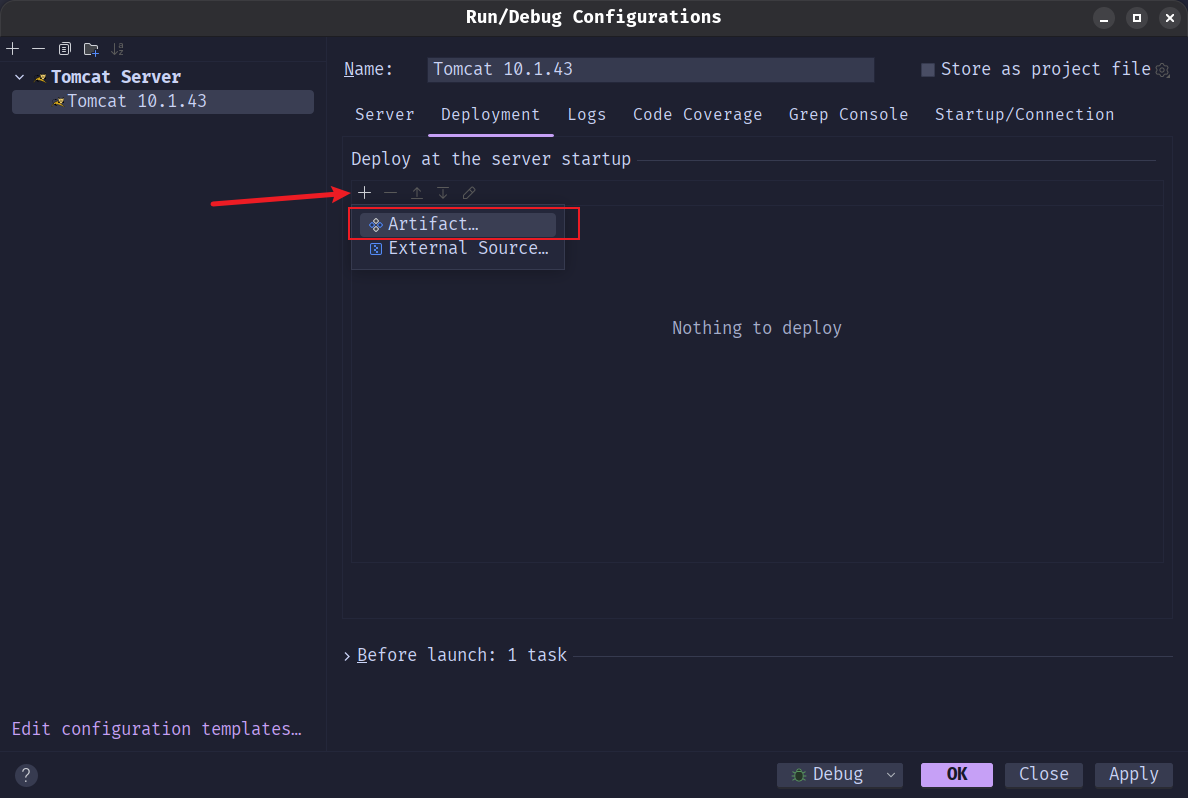 Run/Debug Configurations
Tomcat Server
Tomcat 10.1.43
Name:
Tomcat 10.1.43
Store as project file
Server
Deployment
Logs
Code Coverage
Grep Console
Startup/Connection
Deploy at the server startup
Artifact…
External Source…
Nothing to deploy
Before launch: 1 task
Edit configuration templates…
?
Debug
OK
Close
Apply